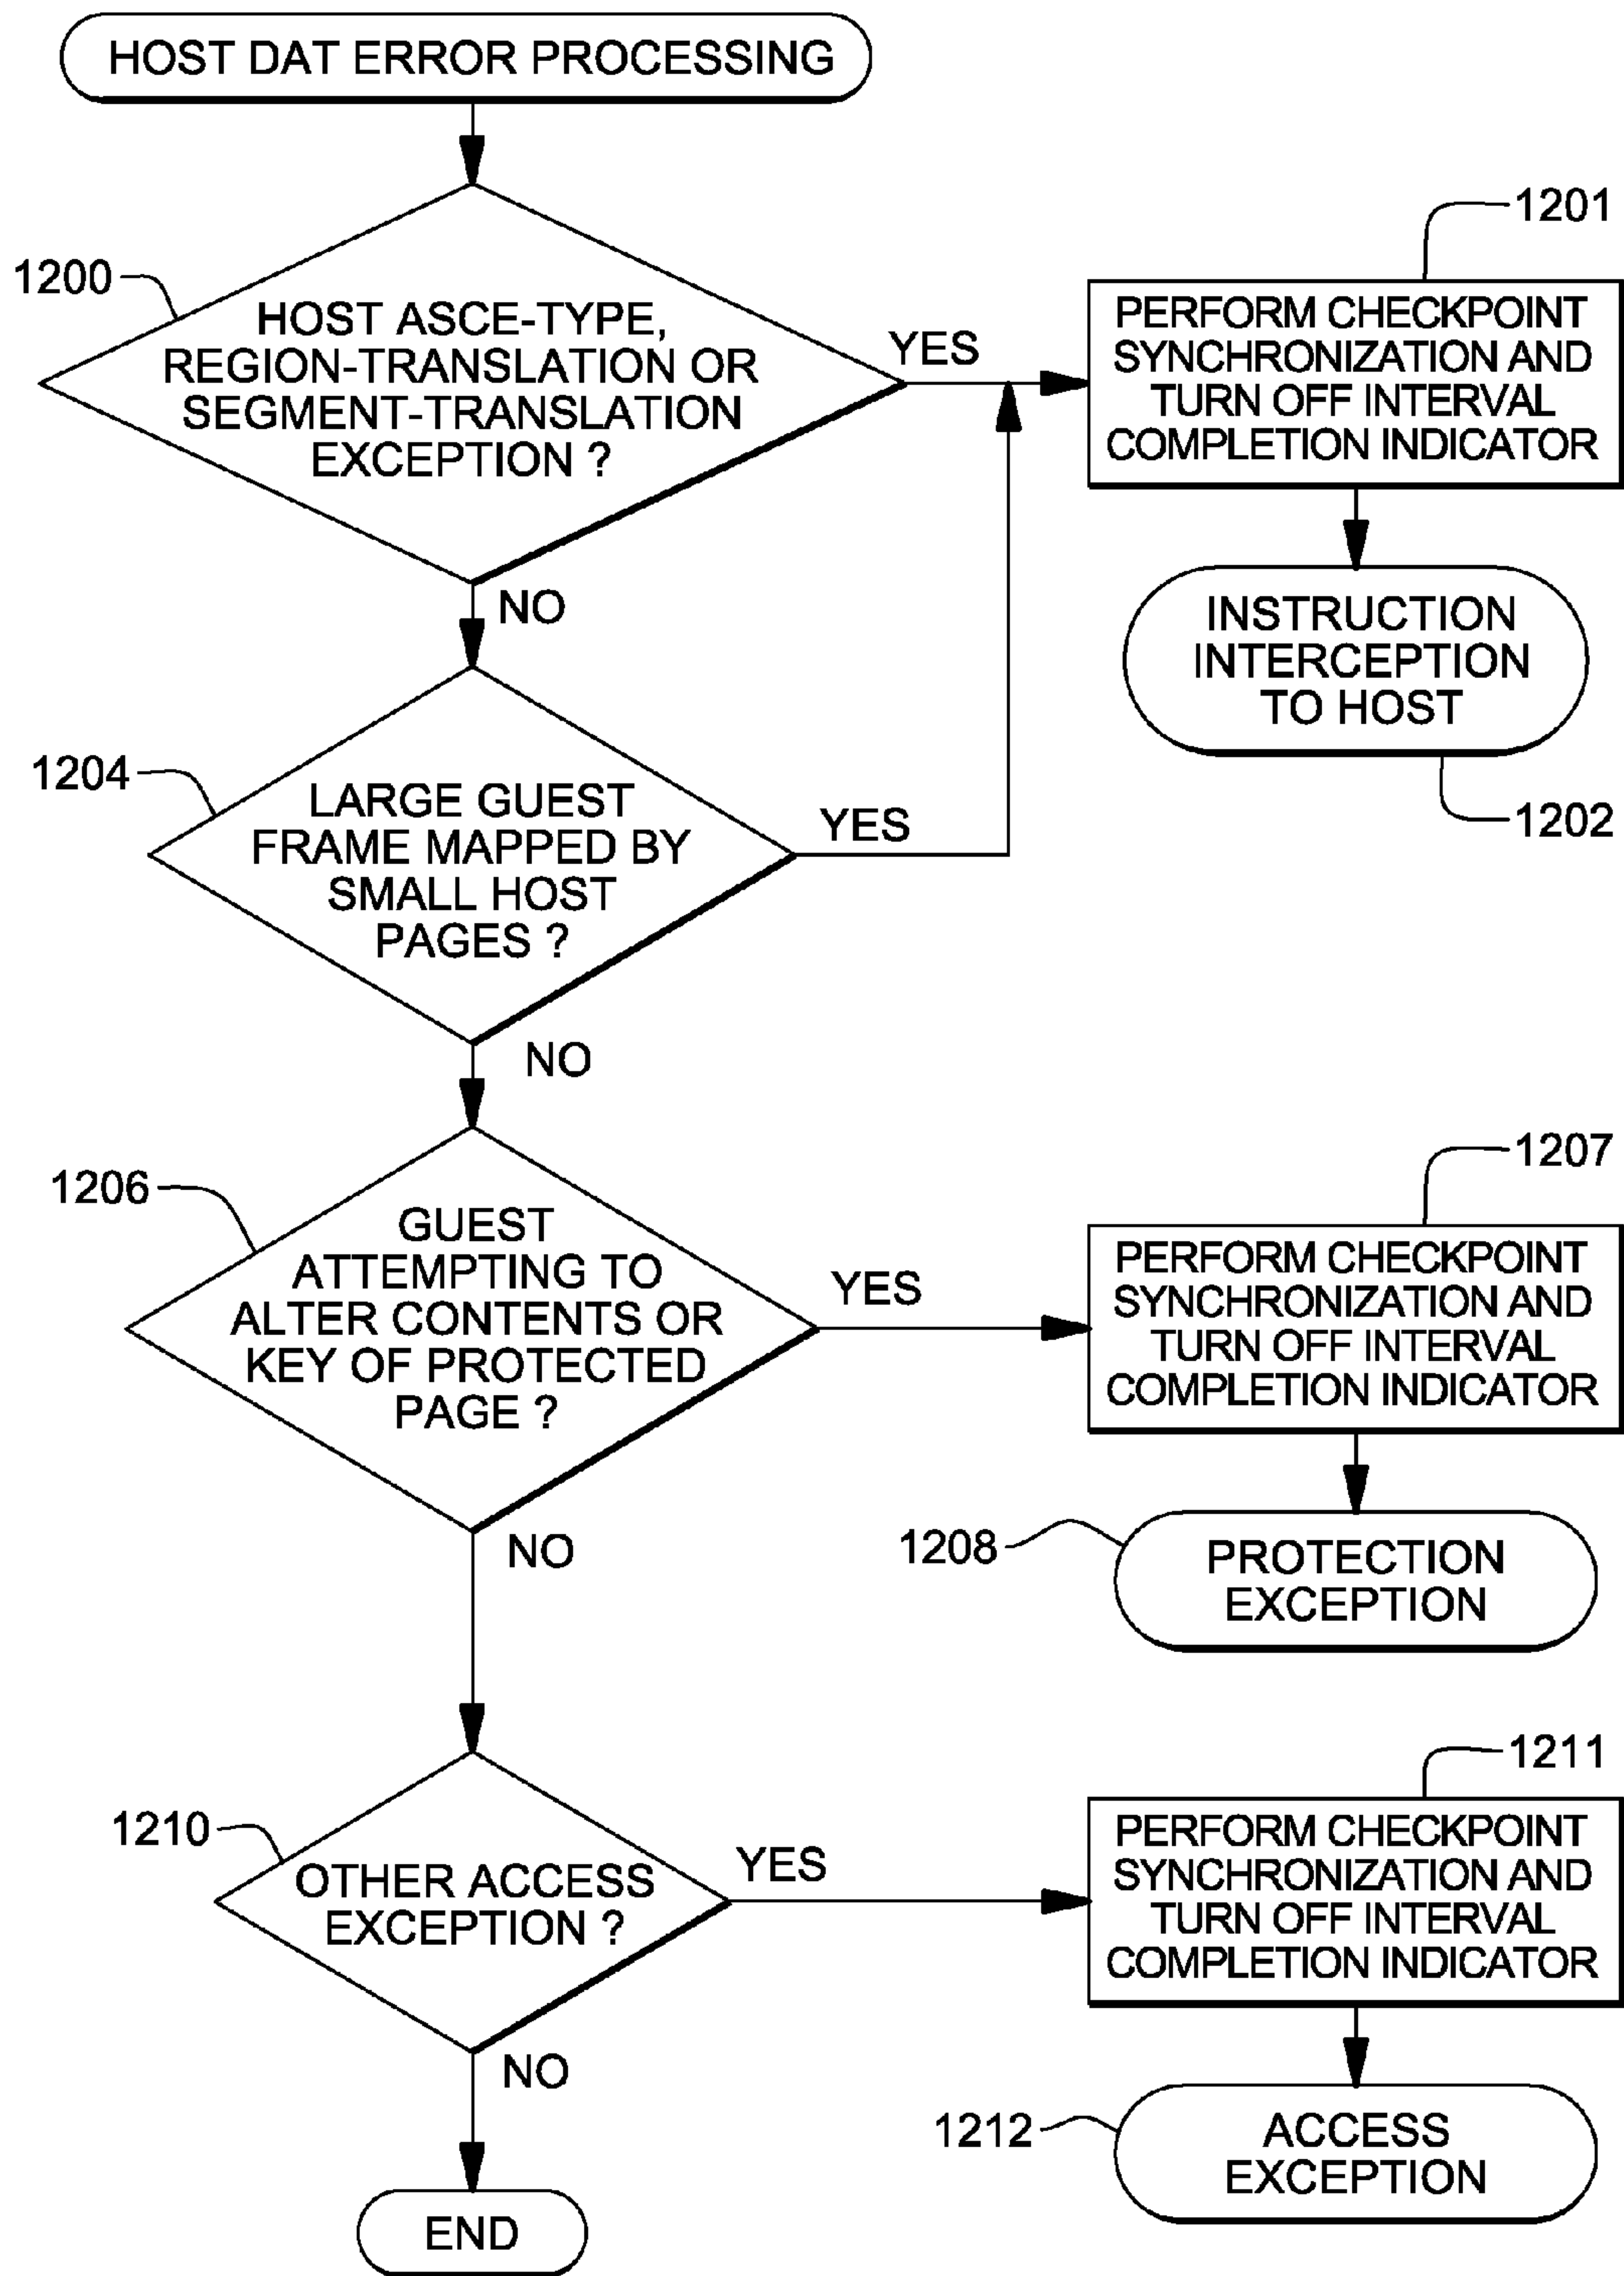 HOST DAT ERROR PROCESSING
1200
HOST ASCE-TYPE,
REGION-TRANSLATION OR
SEGMENT-TRANSLATION
EXCEPTION ?
YES
NO
1201
PERFORM CHECKPOINT
SYNCHRONIZATION AND
TURN OFF INTERVAL
COMPLETION INDICATOR
INSTRUCTION
INTERCEPTION
TO HOST
1202
1204
LARGE GUEST
FRAME MAPPED BY
SMALL HOST
PAGES ?
YES
NO
1206
GUEST
ATTEMPTING TO
ALTER CONTENTS OR
KEY OF PROTECTED
PAGE ?
YES
NO
1207
PERFORM CHECKPOINT
SYNCHRONIZATION AND
TURN OFF INTERVAL
COMPLETION INDICATOR
1208
PROTECTION
EXCEPTION
1210
OTHER ACCESS
EXCEPTION ?
YES
NO
1211
PERFORM CHECKPOINT
SYNCHRONIZATION AND
TURN OFF INTERVAL
COMPLETION INDICATOR
1212
ACCESS
EXCEPTION
END